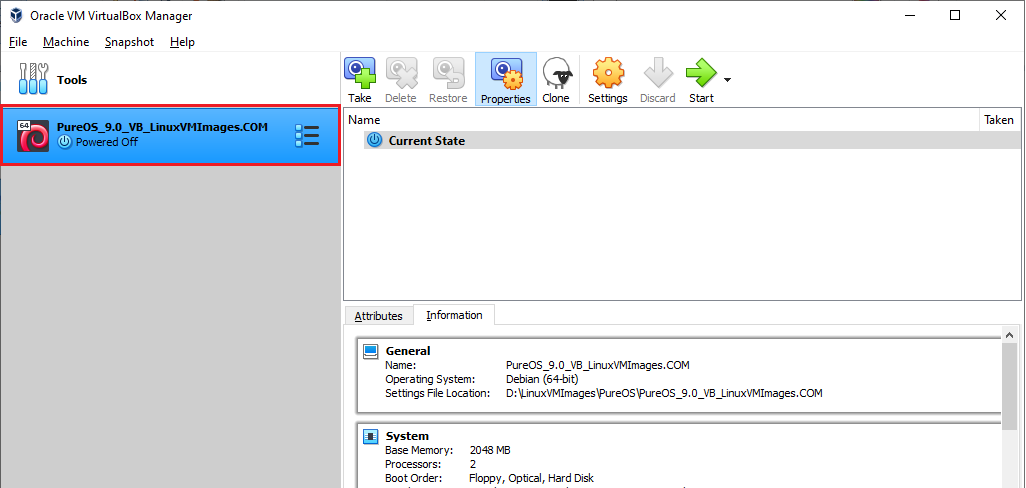 Oracle VM VirtualBox Manager
File Machine Snapshot Help
Tools
64
PureOS_9.0_VB_LinuxVMImages.COM
Powered Off
Take Delete Restore Properties Clone Settings Discard Start
Name Taken
Current State
Attributes Information
General
Name: PureOS_9.0_VB_LinuxVMImages.COM
Operating System: Debian (64-bit)
Settings File Location: D:\LinuxVMImages\PureOS\PureOS_9.0_VB_LinuxVMImages.COM
System
Base Memory: 2048 MB
Processors: 2
Boot Order: Floppy, Optical, Hard Disk